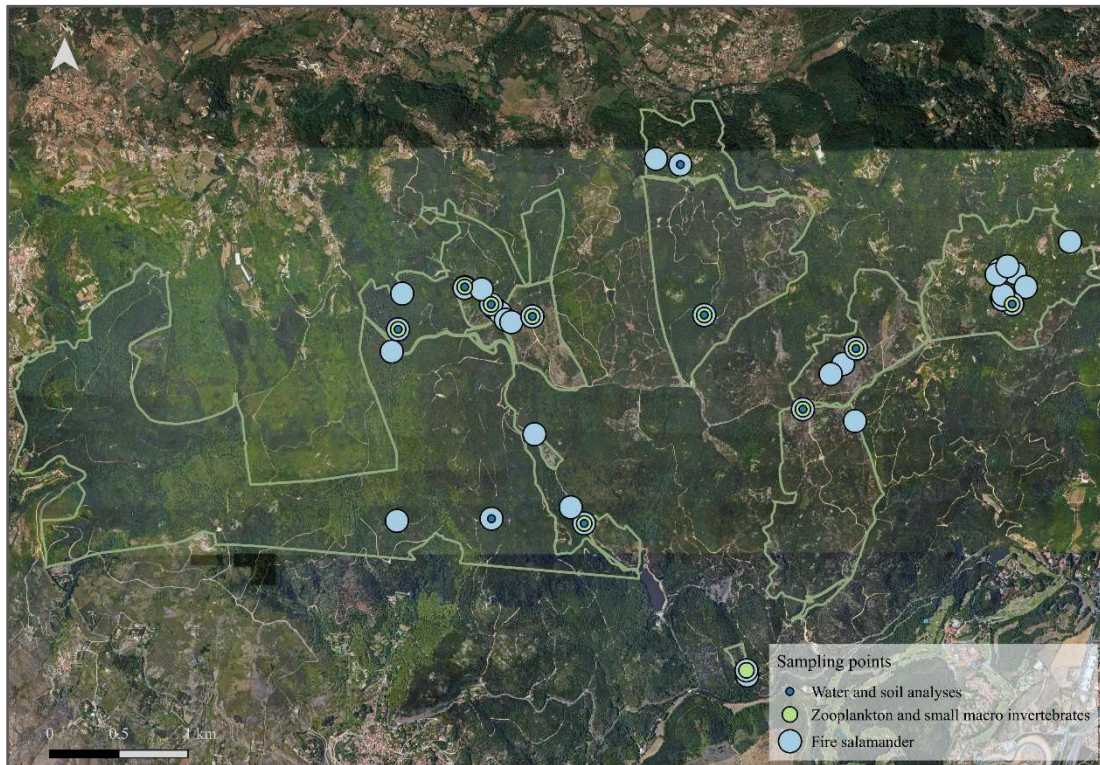 N
Sampling points
Water and soil analyses
Zooplankton and small macro invertebrates
Fire salamander
0 0.5 1 km